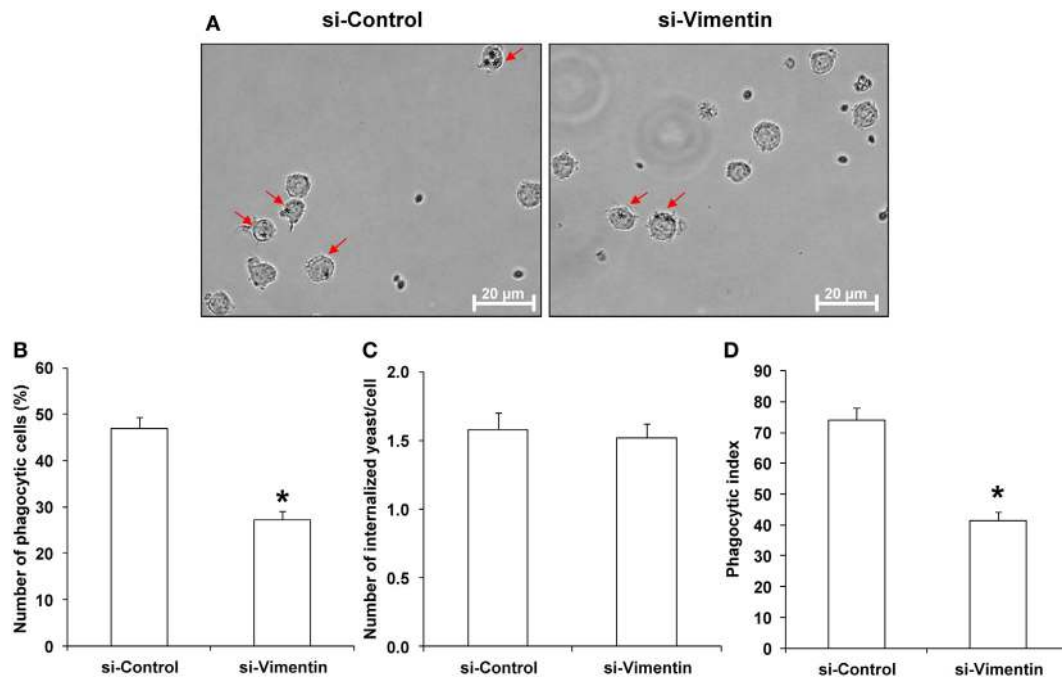 A
si-Control
si-Vimentin
20 µm
20 µm
B
Number of phagocytic cells (%)
60
50
40
30
20
10
0
*
si-Control
si-Vimentin
C
Number of internalized yeast/cell
2.0
1.5
1.0
0.5
0.0
si-Control
si-Vimentin
D
Phagocytic index
90
80
70
60
50
40
30
20
10
0
*
si-Control
si-Vimentin